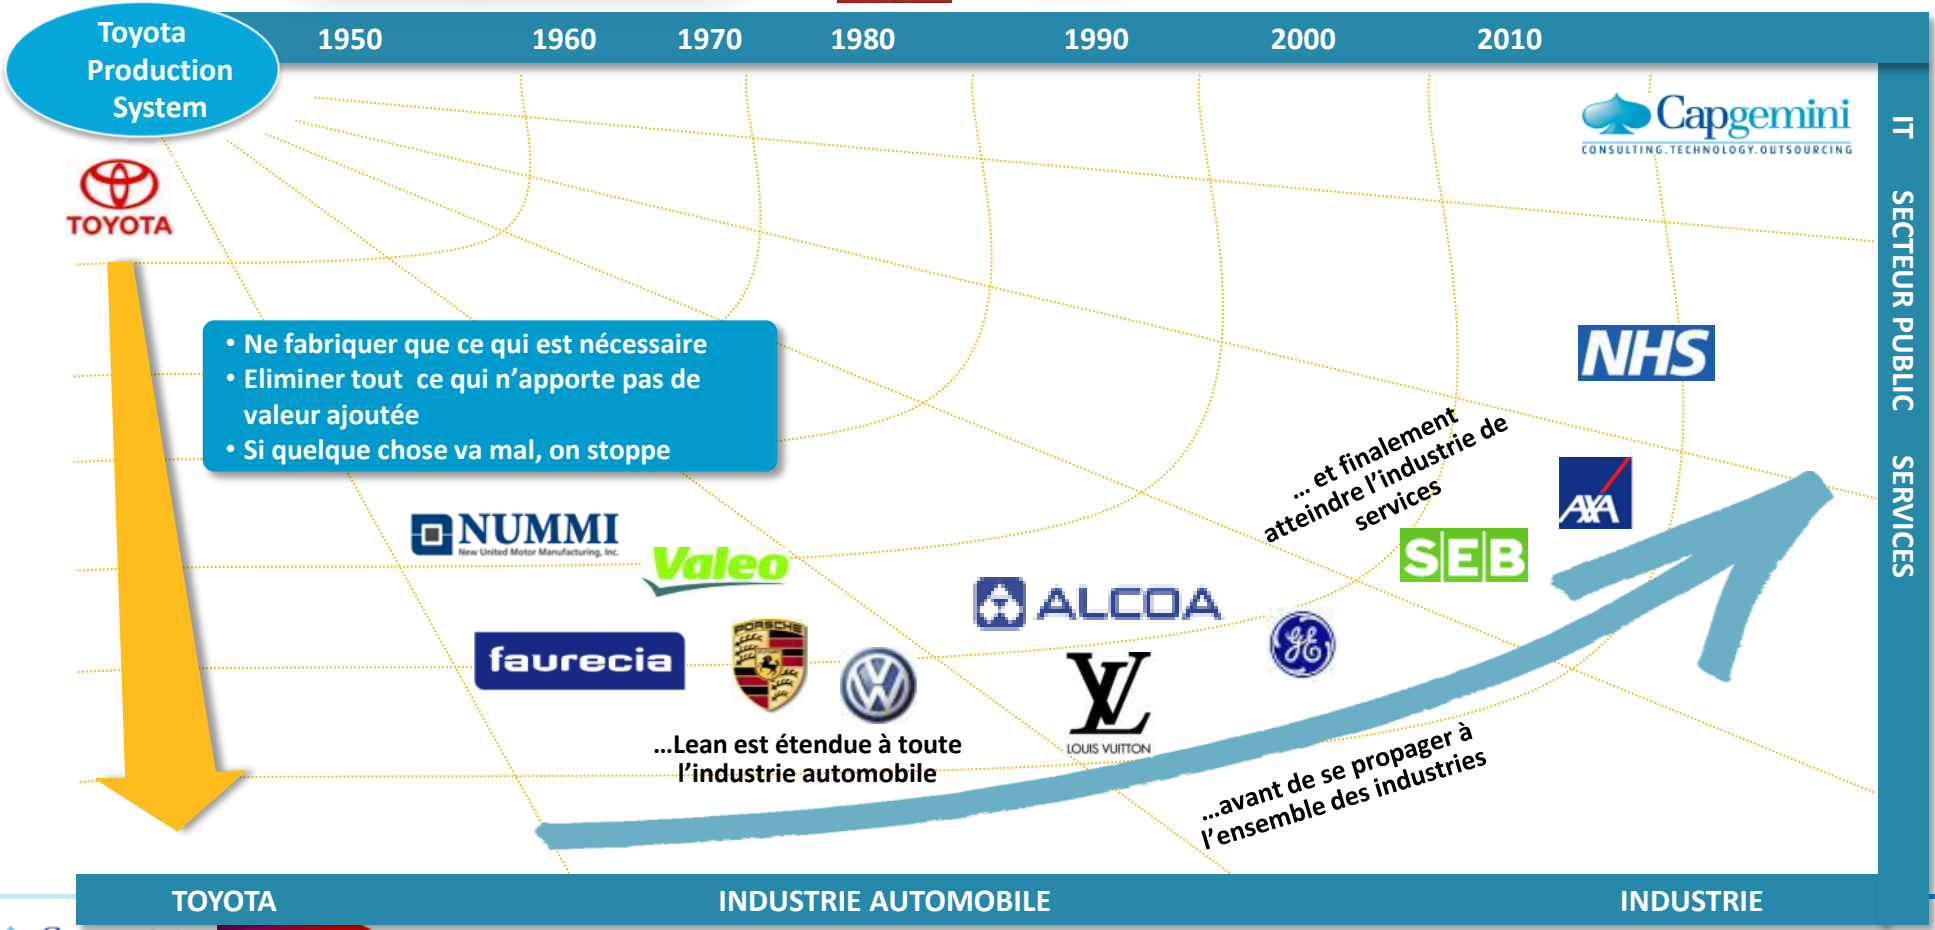 Toyota
Production
System
1950
1960
1970
1980
1990
2000
2010
Capgemini
CONSULTING.TECHNOLOGY.OUTSOURCING
IT
SECTEUR PUBLIC
SERVICES
TOYOTA
• Ne fabriquer que ce qui est nécessaire
• Eliminer tout  ce qui n’apporte pas de
valeur ajoutée
• Si quelque chose va mal, on stoppe
NHS
... et finalement
atteindre l’industrie de
services
AXA
NUMMI
New United Motor Manufacturing, Inc.
Valeo
SEB
ALCOA
GE
faurecia
PORSCHE
VW
LV
LOUIS VUITTON
...Lean est étendue à toute
l’industrie automobile
...avant de se propager à
l’ensemble des industries
TOYOTA
INDUSTRIE AUTOMOBILE
INDUSTRIE